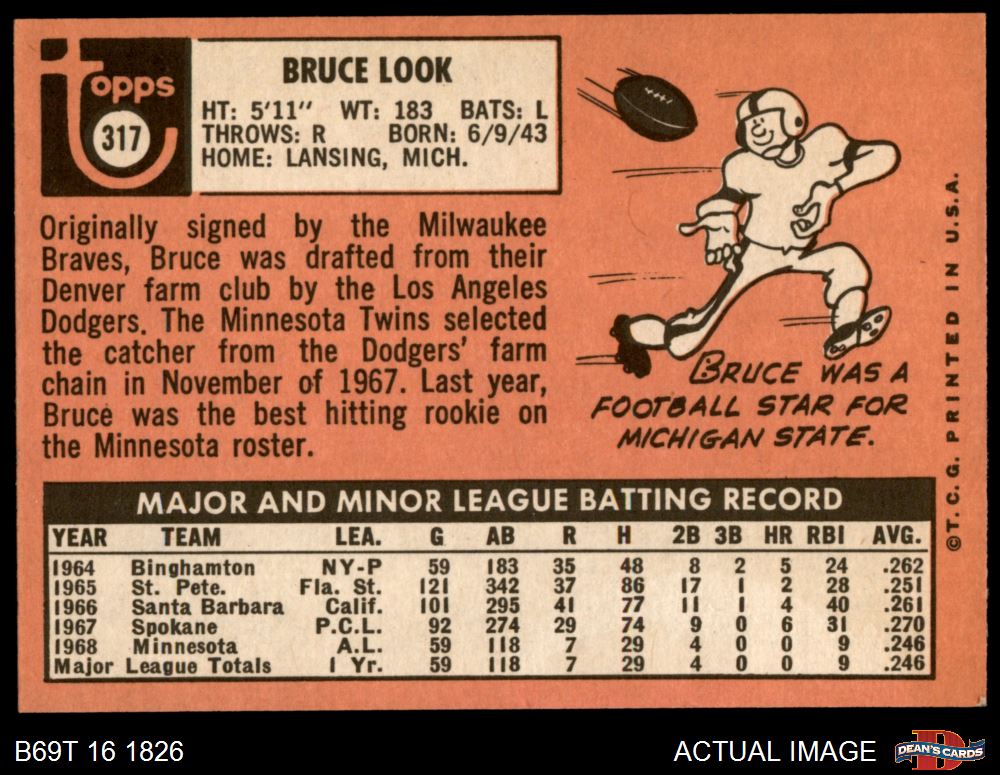 Topps
317
BRUCE LOOK
HT: 5'11" WT: 183 BATS: L
THROWS: R BORN: 6/9/43
HOME: LANSING, MICH.
Originally signed by the Milwaukee
Braves, Bruce was drafted from their
Denver farm club by the Los Angeles
Dodgers. The Minnesota Twins selected
the catcher from the Dodgers' farm
chain in November of 1967. Last year,
Bruce was the best hitting rookie on
the Minnesota roster.
BRUCE WAS A
FOOTBALL STAR FOR
MICHIGAN STATE.
©T.C.G. PRINTED IN U.S.A.
MAJOR AND MINOR LEAGUE BATTING RECORD
YEAR TEAM LEA. G AB R H 2B 3B HR RBI AVG.
1964 Binghamton NY-P 59 183 35 48 8 2 5 24 .262
1965 St. Pete. Fla. St. 121 342 37 86 17 1 2 28 .251
1966 Santa Barbara Calif. 101 295 41 77 11 1 4 40 .261
1967 Spokane P.C.L. 92 274 29 74 9 0 6 31 .270
1968 Minnesota A.L. 59 118 7 29 4 0 0 9 .246
Major League Totals 1 Yr. 59 118 7 29 4 0 0 9 .246
B69T 16 1826
ACTUAL IMAGE
D
DEAN'S CARDS